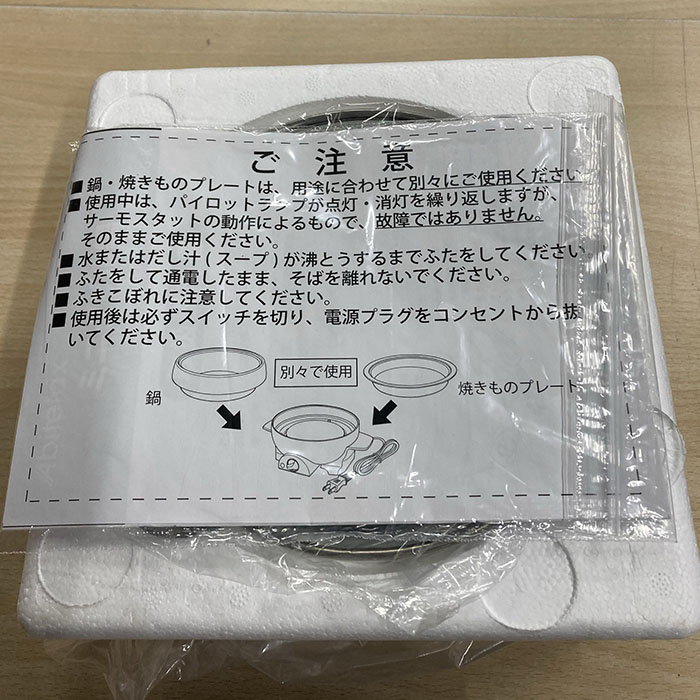 ご注意
■ 鍋・焼きものプレートは、用途に合わせて別々にご使用ください
■ 使用中は、パイロットランプが点灯・消灯を繰り返しますが、
サーモスタットの動作によるもので、故障ではありません。
そのままご使用ください。
■ 水またはだし汁(スープ)が沸とうするまでふたをしてください。
■ ふたをして通電したまま、そばを離れないでください。
■ ふきこぼれに注意してください。
■ 使用後は必ずスイッチを切り、電源プラグをコンセントから抜
いてください。
別々で使用
鍋
焼きものプレート